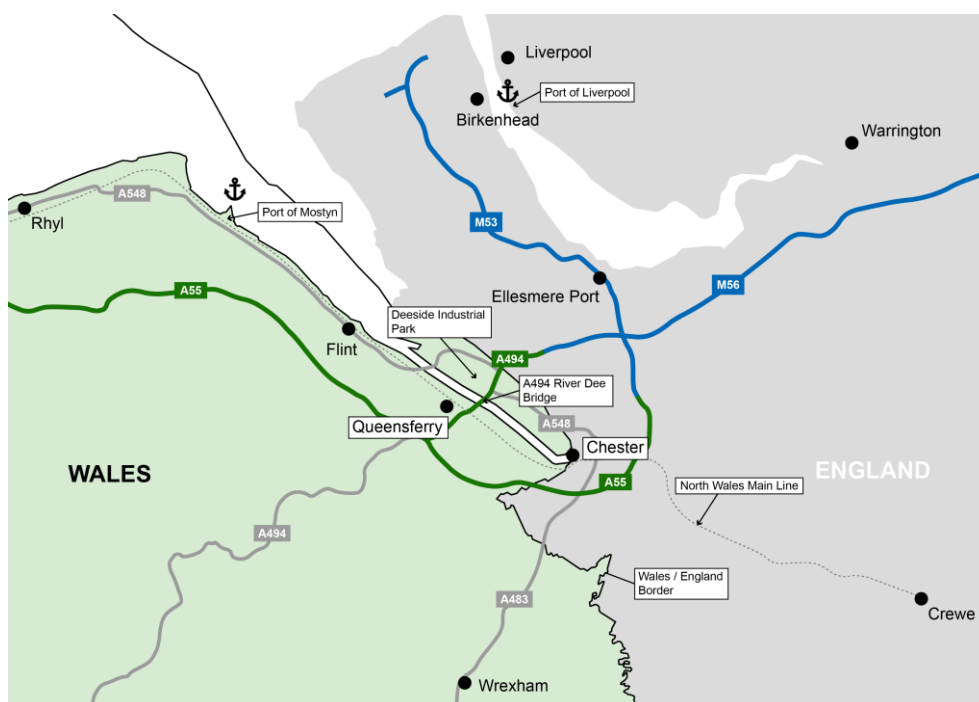 Liverpool
Port of Liverpool
Birkenhead
Warrington
A548
Rhyl
Port of Mostyn
M53
A55
Ellesmere Port
M56
Deeside Industrial
Park
Flint
A494
A494 River Dee
Bridge
Queensferry
A548
Chester
WALES
ENGLAND
A55
North Wales Main Line
A494
Wales / England
Border
A483
Crewe
Wrexham